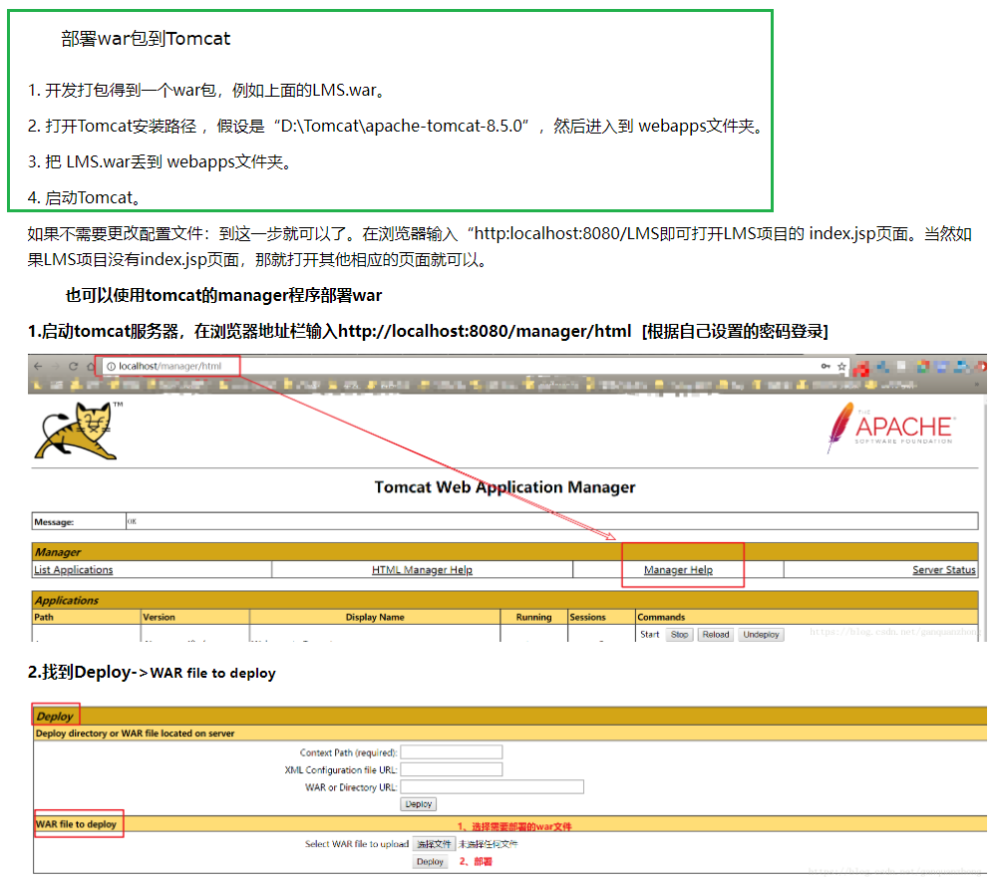 部署war包到Tomcat
1. 开发打包得到一个war包，例如上面的LMS.war。
2. 打开Tomcat安装路径 ，假设是“D:\Tomcat\apache-tomcat-8.5.0”，然后进入到 webapps文件夹。
3. 把 LMS.war丢到 webapps文件夹。
4. 启动Tomcat。
如果不需要更改配置文件：到这一步就可以了。在浏览器输入“http:localhost:8080/LMS即可打开LMS项目的 index.jsp页面。当然如
果LMS项目没有index.jsp页面，那就打开其他相应的页面就可以。
也可以使用tomcat的manager程序部署war
1.启动tomcat服务器，在浏览器地址栏输入http://localhost:8080/manager/html [根据自己设置的密码登录]
localhost/manager/html
TM
THE
APACHE
SOFTWARE FOUNDATION
Tomcat Web Application Manager
Message: OK
Manager
List Applications HTML Manager Help Manager Help Server Status
Applications
Path Version Display Name Running Sessions Commands
Start Stop Reload Undeploy
2.找到Deploy->WAR file to deploy
Deploy
Deploy directory or WAR file located on server
Context Path (required):
XML Configuration file URL:
WAR or Directory URL:
Deploy
WAR file to deploy 1、选择需要部署的war文件
Select WAR file to upload 选择文件 未选择任何文件
Deploy 2、部署